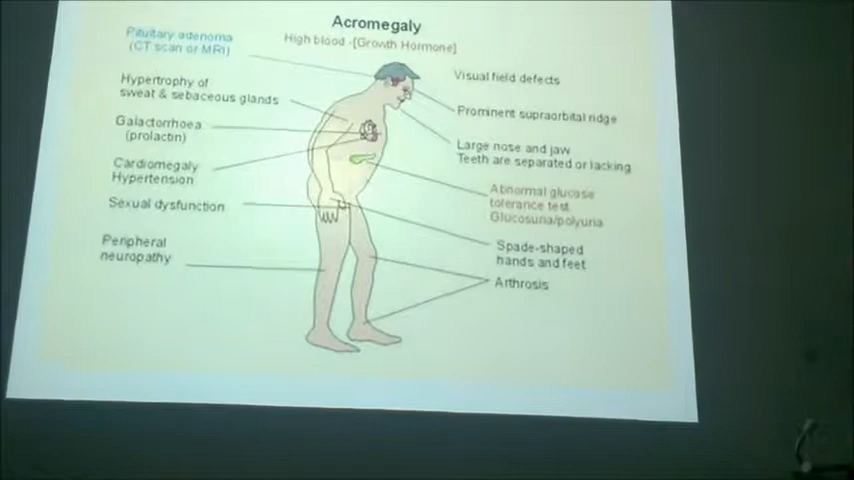 Acromegaly
High blood -[Growth Hormone]
Pituitary adenoma
(CT scan or MRI)
Hypertrophy of
sweat & sebaceous glands
Galactorrhoea
(prolactin)
Cardiomegaly
Hypertension
Sexual dysfunction
Peripheral
neuropathy
Visual field defects
Prominent supraorbital ridge
Large nose and jaw
Teeth are separated or lacking
Abnormal glucose
tolerance test
Glucosuria/polyuria
Spade-shaped
hands and feet
Arthrosis